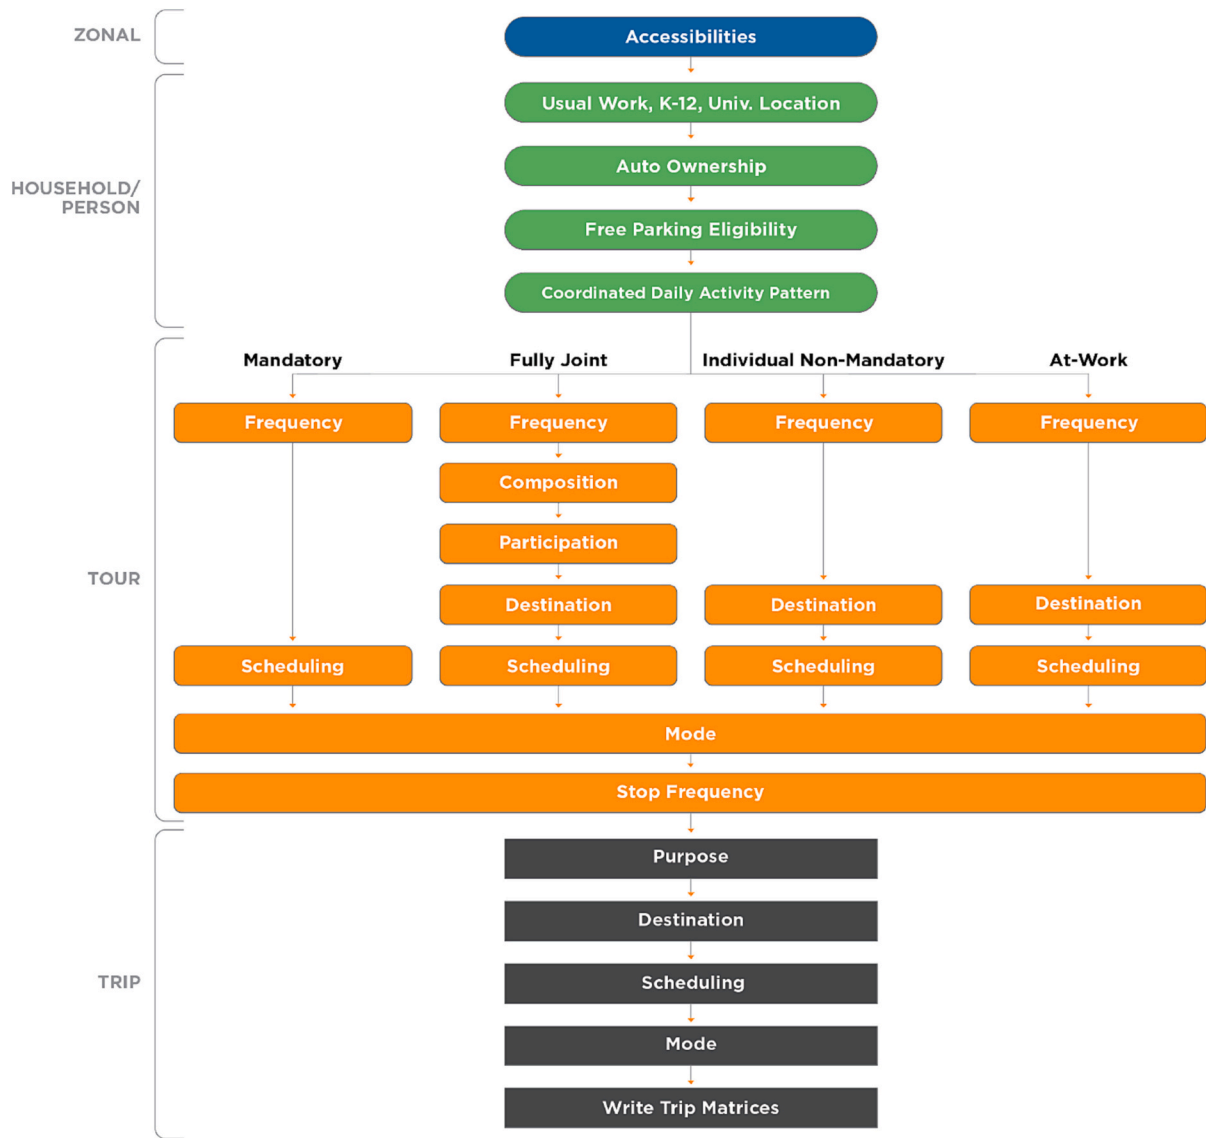 ZONAL
Accessibilities
HOUSEHOLD/
PERSON
Usual Work, K-12, Univ. Location
Auto Ownership
Free Parking Eligibility
Coordinated Daily Activity Pattern
TOUR
Mandatory
Fully Joint
Individual Non-Mandatory
At-Work
Frequency
Frequency
Frequency
Frequency
Composition
Participation
Destination
Destination
Destination
Scheduling
Scheduling
Scheduling
Scheduling
Mode
Stop Frequency
TRIP
Purpose
Destination
Scheduling
Mode
Write Trip Matrices